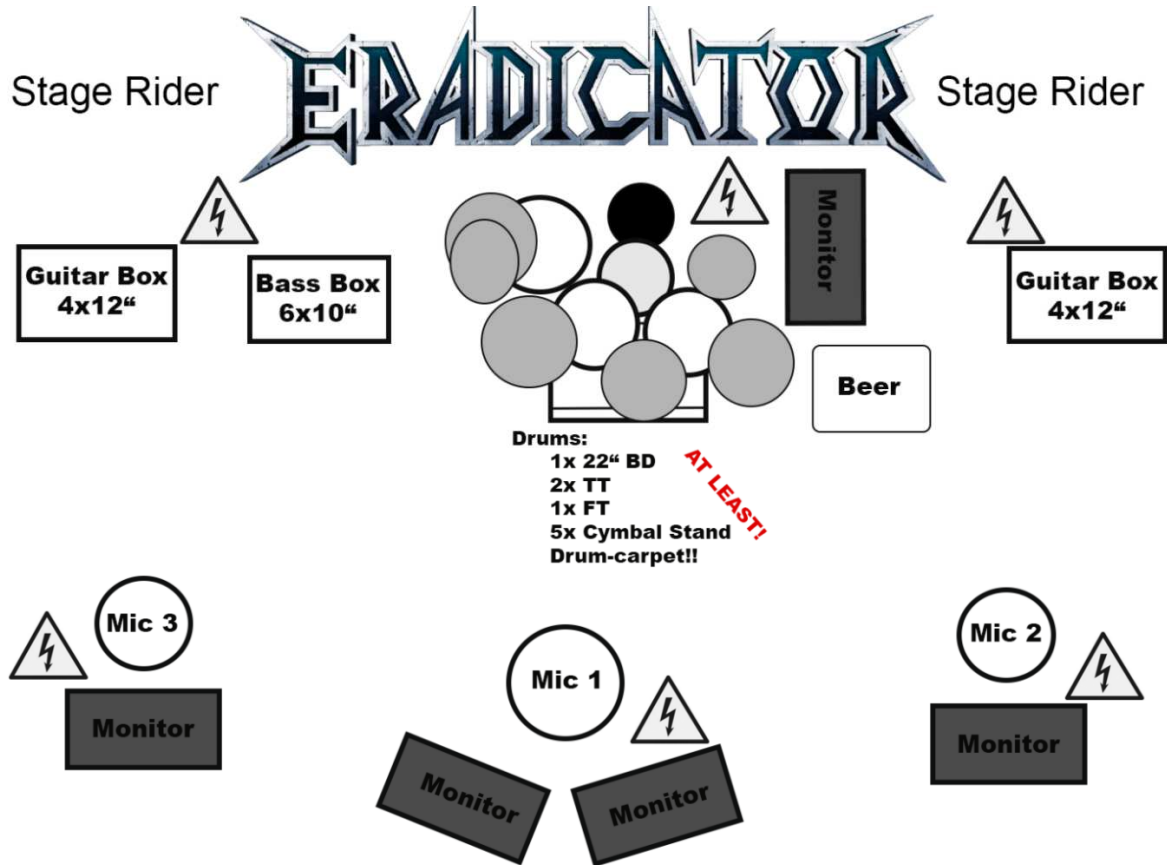 Stage Rider
ERADICATOR
Stage Rider
Guitar Box
4x12“
Bass Box
6x10“
Monitor
Guitar Box
4x12“
Beer
Drums:
1x 22“ BD
2x TT
1x FT
5x Cymbal Stand
Drum-carpet!!
AT LEAST!
Mic 3
Mic 1
Mic 2
Monitor
Monitor
Monitor
Monitor